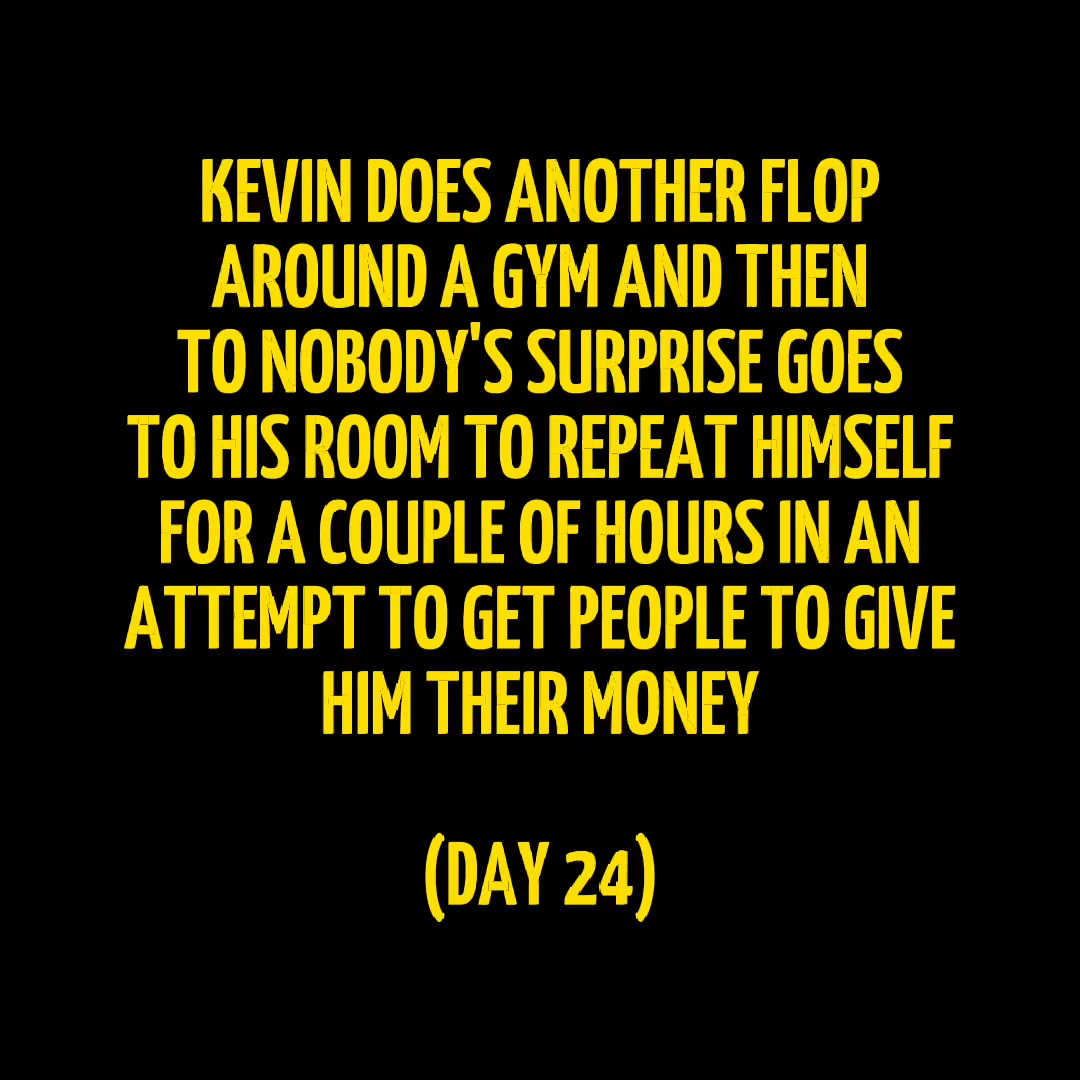 KEVIN DOES ANOTHER FLOP
AROUND A GYM AND THEN
TO NOBODY'S SURPRISE GOES
TO HIS ROOM TO REPEAT HIMSELF
FOR A COUPLE OF HOURS IN AN
ATTEMPT TO GET PEOPLE TO GIVE
HIM THEIR MONEY
(DAY 24)